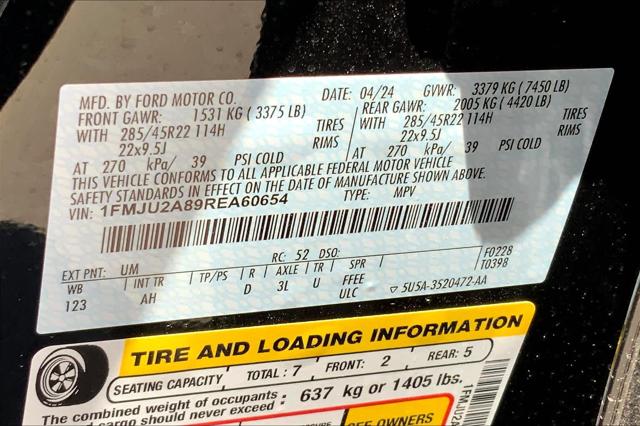 MFD. BY FORD MOTOR CO.
DATE: 04/24 GVWR: 3379 KG (7450 LB)
FRONT GAWR: 1531 KG (3375 LB)
REAR GAWR: 2005 KG (4420 LB)
WITH 285/45R22 114H TIRES
WITH 285/45R22 114H TIRES
22x9.5J RIMS
22x9.5J RIMS
AT 270 kPa/ 39 PSI COLD
AT 270 kPa/ 39 PSI COLD
THIS VEHICLE CONFORMS TO ALL APPLICABLE FEDERAL MOTOR VEHICLE
SAFETY STANDARDS IN EFFECT ON THE DATE OF MANUFACTURE SHOWN ABOVE.
VIN: 1FMJU2A89REA60654 TYPE: MPV
EXT PNT: UM RC: 52 DSO: F0228
T0398
WB INT TR TP/PS R AXLE TR SPR
123 AH D 3L U FFEE
ULC ▽ 5U5A-3520472-AA
TIRE AND LOADING INFORMATION
SEATING CAPACITY TOTAL: 7 FRONT: 2 REAR: 5
The combined weight of occupants
and cargo should never exceed: 637 kg or 1405 lbs.
SEE OWNERS
1FMJU2A